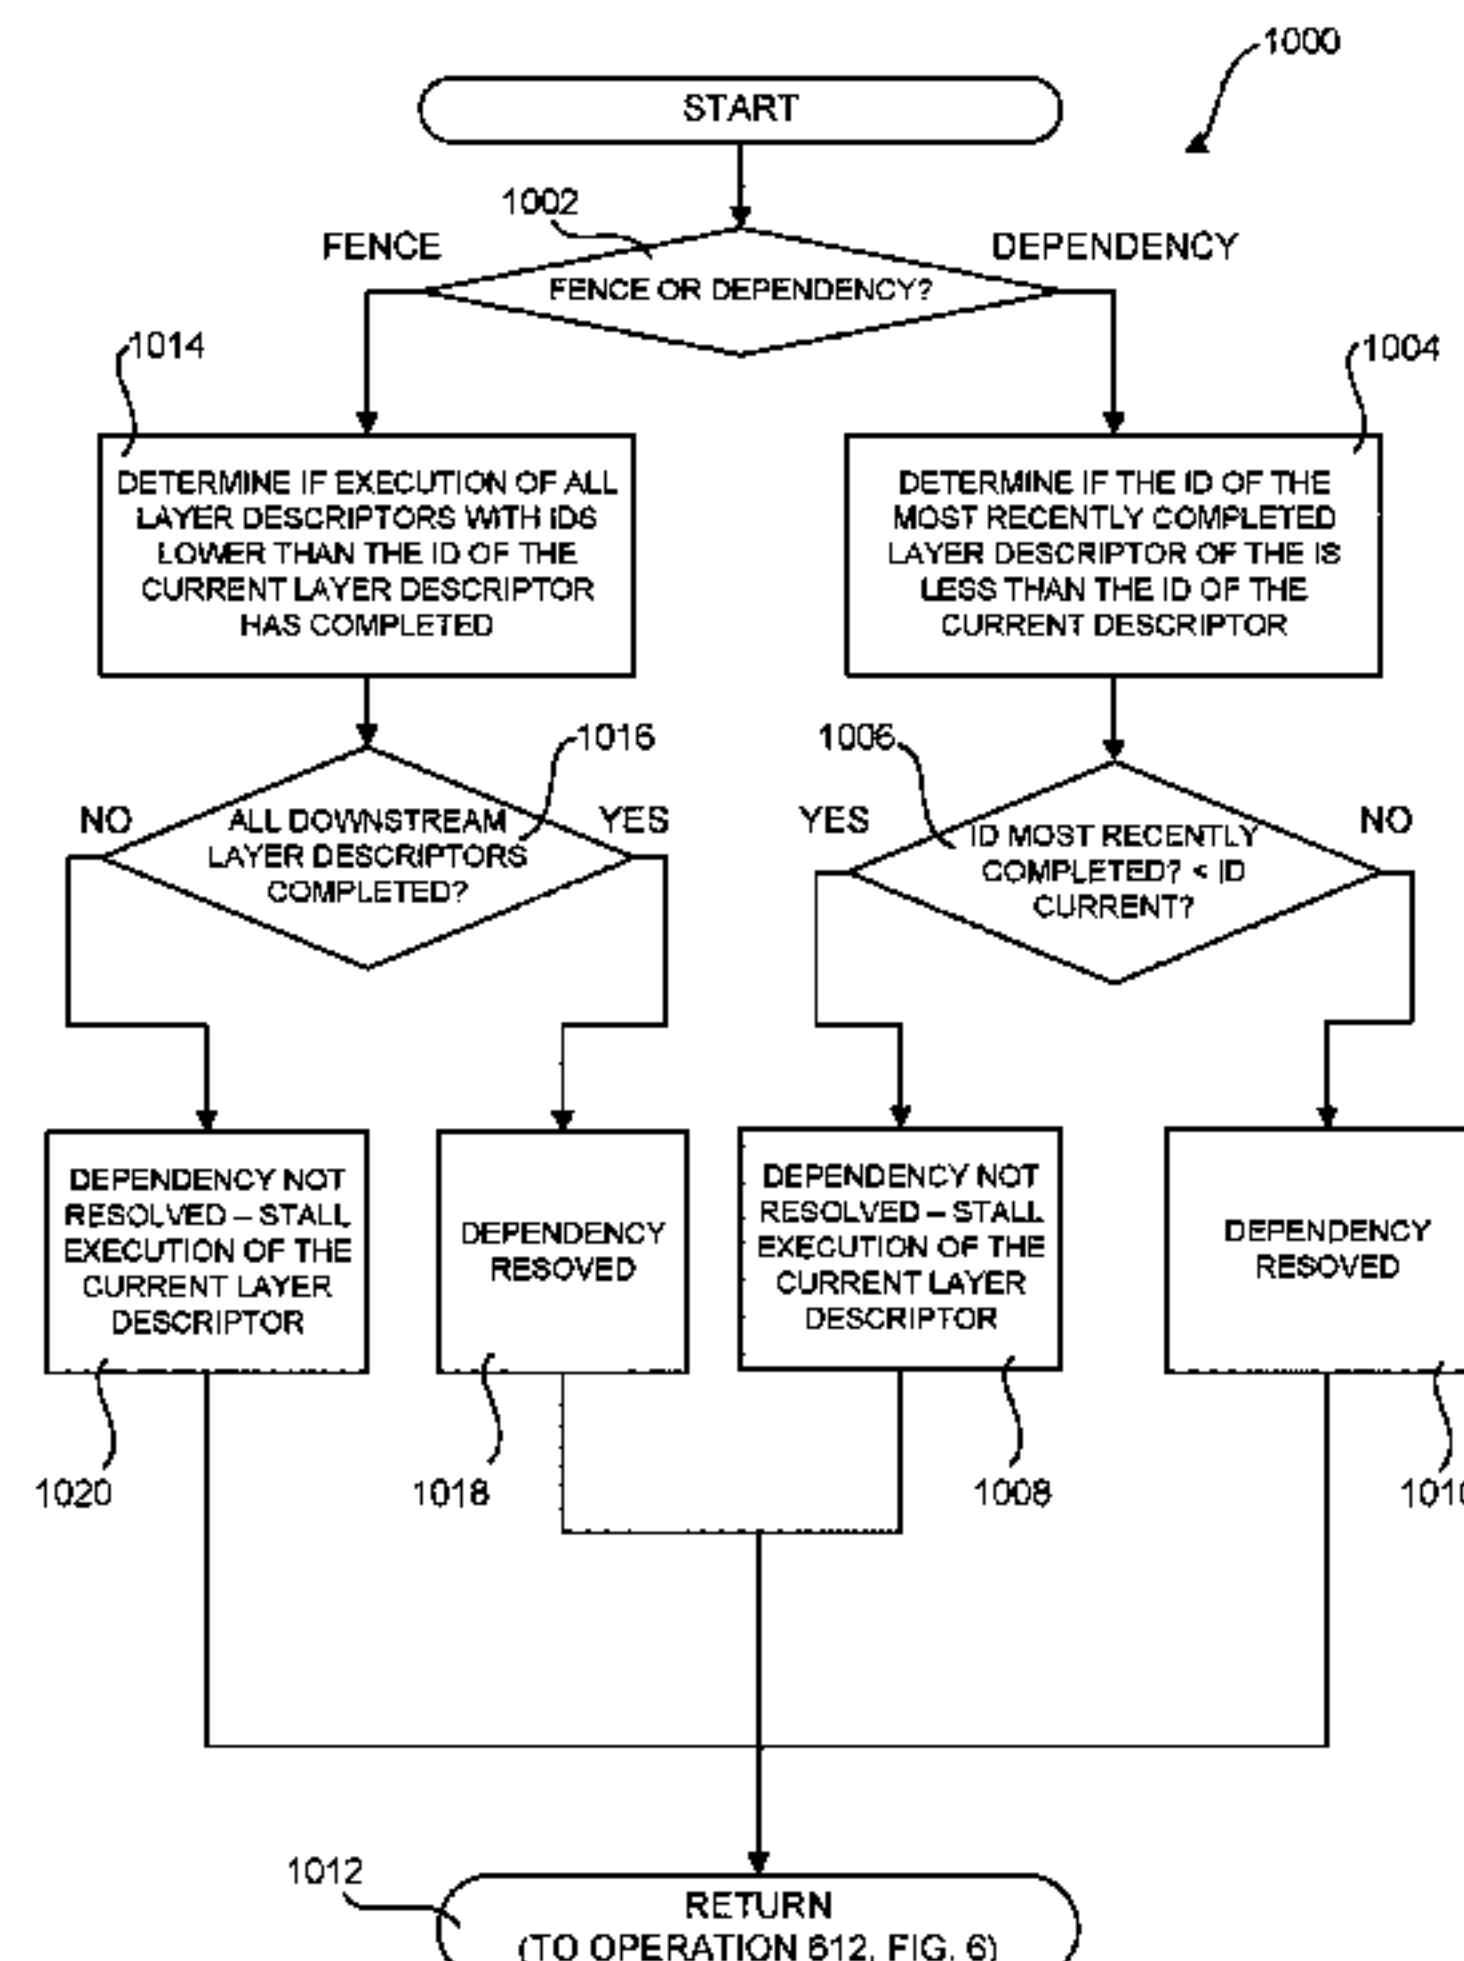 1000
START
1002
FENCE
DEPENDENCY
FENCE OR DEPENDENCY?
1014
1004
DETERMINE IF EXECUTION OF ALL
LAYER DESCRIPTORS WITH IDS
LOWER THAN THE ID OF THE
CURRENT LAYER DESCRIPTOR
HAS COMPLETED
DETERMINE IF THE ID OF THE
MOST RECENTLY COMPLETED
LAYER DESCRIPTOR OF THE IS
LESS THAN THE ID OF THE
CURRENT DESCRIPTOR
1016
1006
NO
ALL DOWNSTREAM
LAYER DESCRIPTORS
COMPLETED?
YES
YES
ID MOST RECENTLY
COMPLETED? < ID
CURRENT?
NO
DEPENDENCY NOT
RESOLVED – STALL
EXECUTION OF THE
CURRENT LAYER
DESCRIPTOR
DEPENDENCY
RESOVED
DEPENDENCY NOT
RESOLVED – STALL
EXECUTION OF THE
CURRENT LAYER
DESCRIPTOR
DEPENDENCY
RESOVED
1020
1018
1008
1010
1012
RETURN
(TO OPERATION 612, FIG. 6)